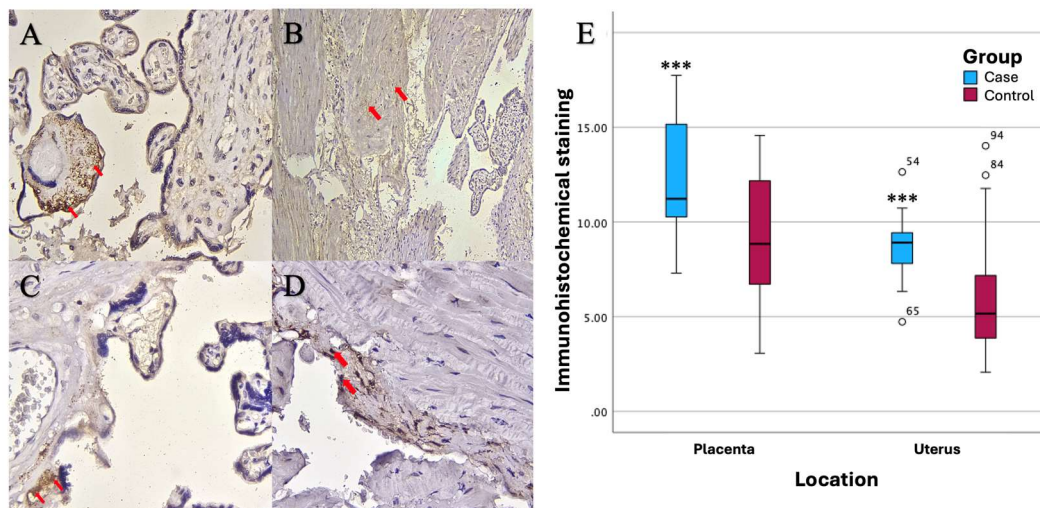 A
B
C
D
E
Group
Case
Control
***
***
54
65
94
84
15.00
10.00
5.00
.00
Immunohistochemical staining
Placenta
Uterus
Location